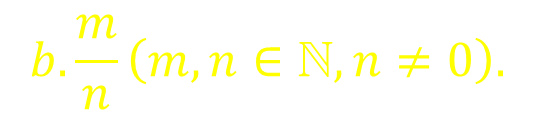 b. m/n (m, n ∈ ℕ, n ≠ 0).